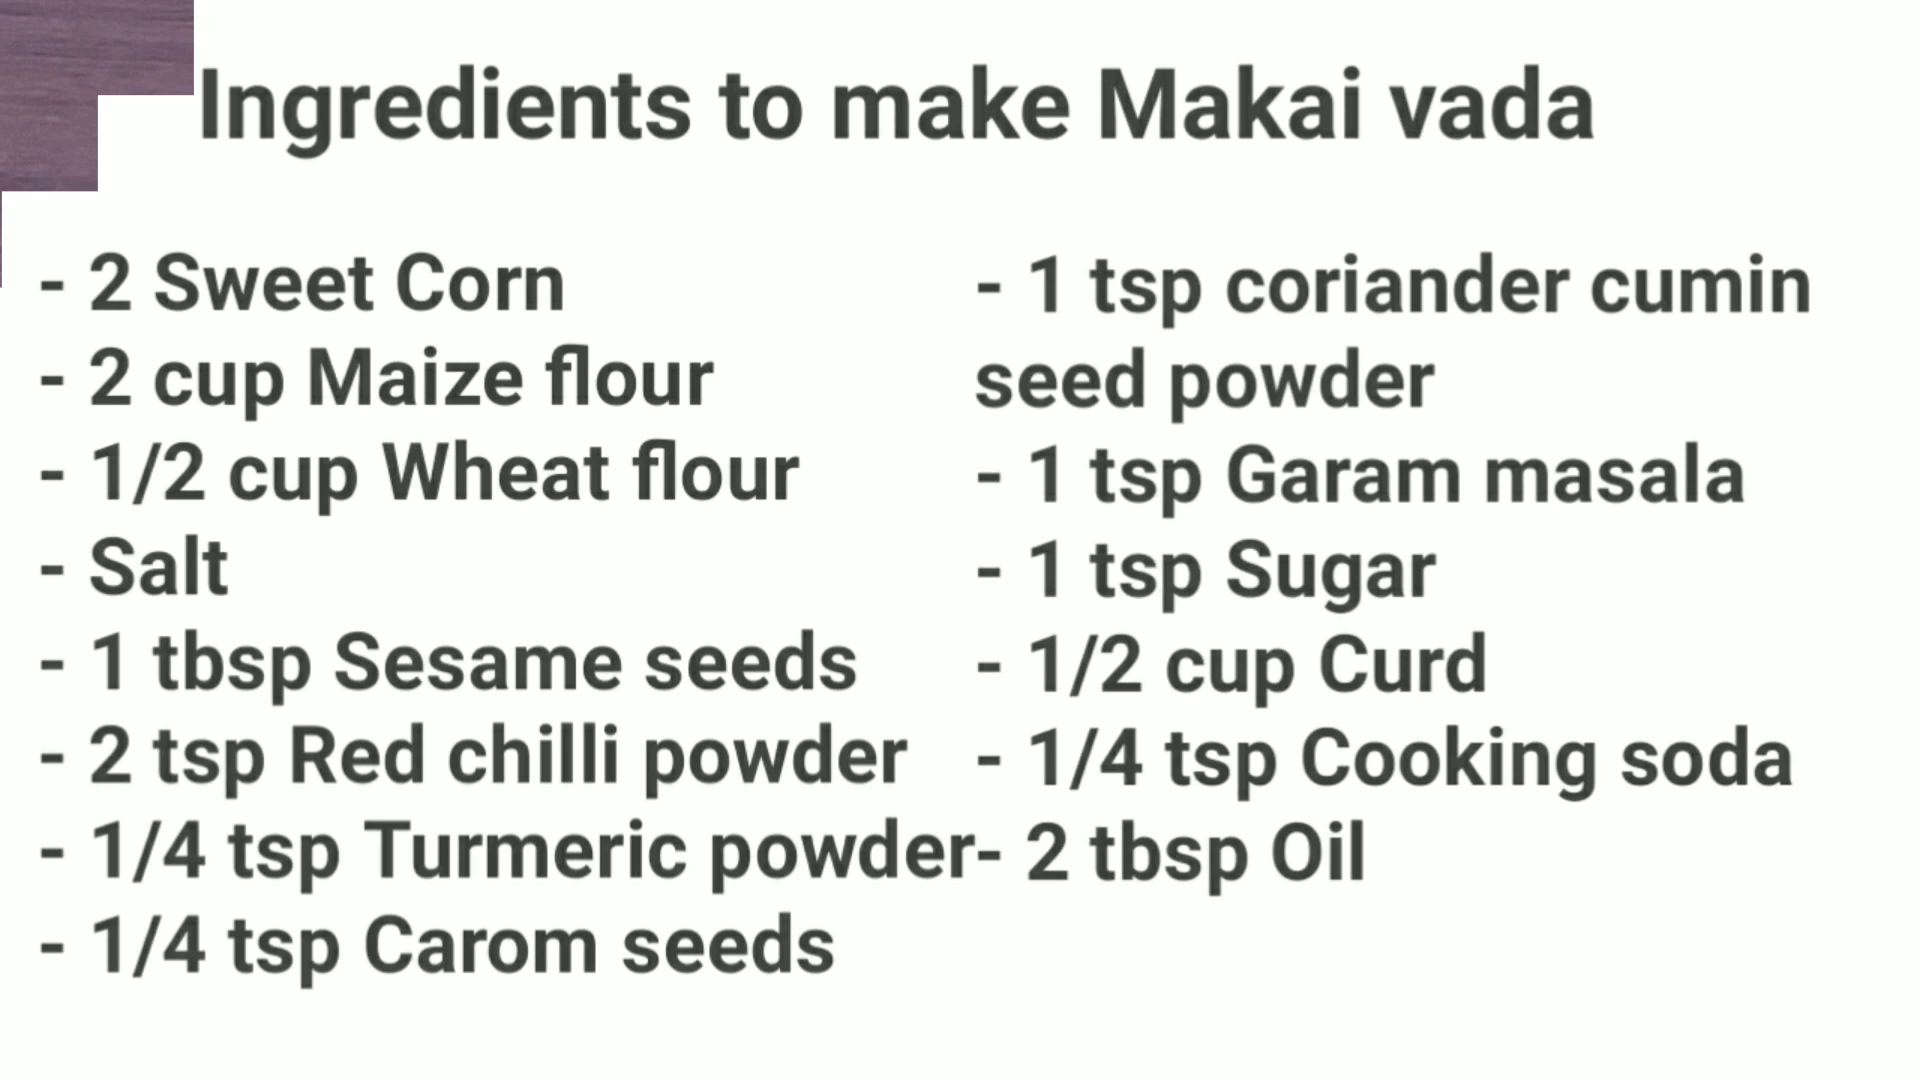 Ingredients to make Makai vada
- 2 Sweet Corn
- 2 cup Maize flour
- 1/2 cup Wheat flour
- Salt
- 1 tbsp Sesame seeds
- 2 tsp Red chilli powder
- 1/4 tsp Turmeric powder
- 1/4 tsp Carom seeds
- 1 tsp coriander cumin
seed powder
- 1 tsp Garam masala
- 1 tsp Sugar
- 1/2 cup Curd
- 1/4 tsp Cooking soda
- 2 tbsp Oil